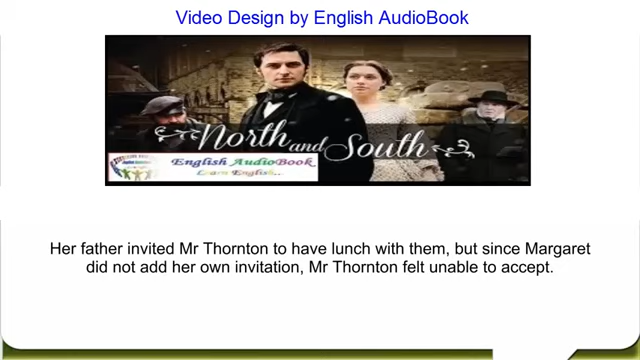 Video Design by English AudioBook
North and South
English AudioBook
Learn English...
Her father invited Mr Thornton to have lunch with them, but since Margaret
did not add her own invitation, Mr Thornton felt unable to accept.